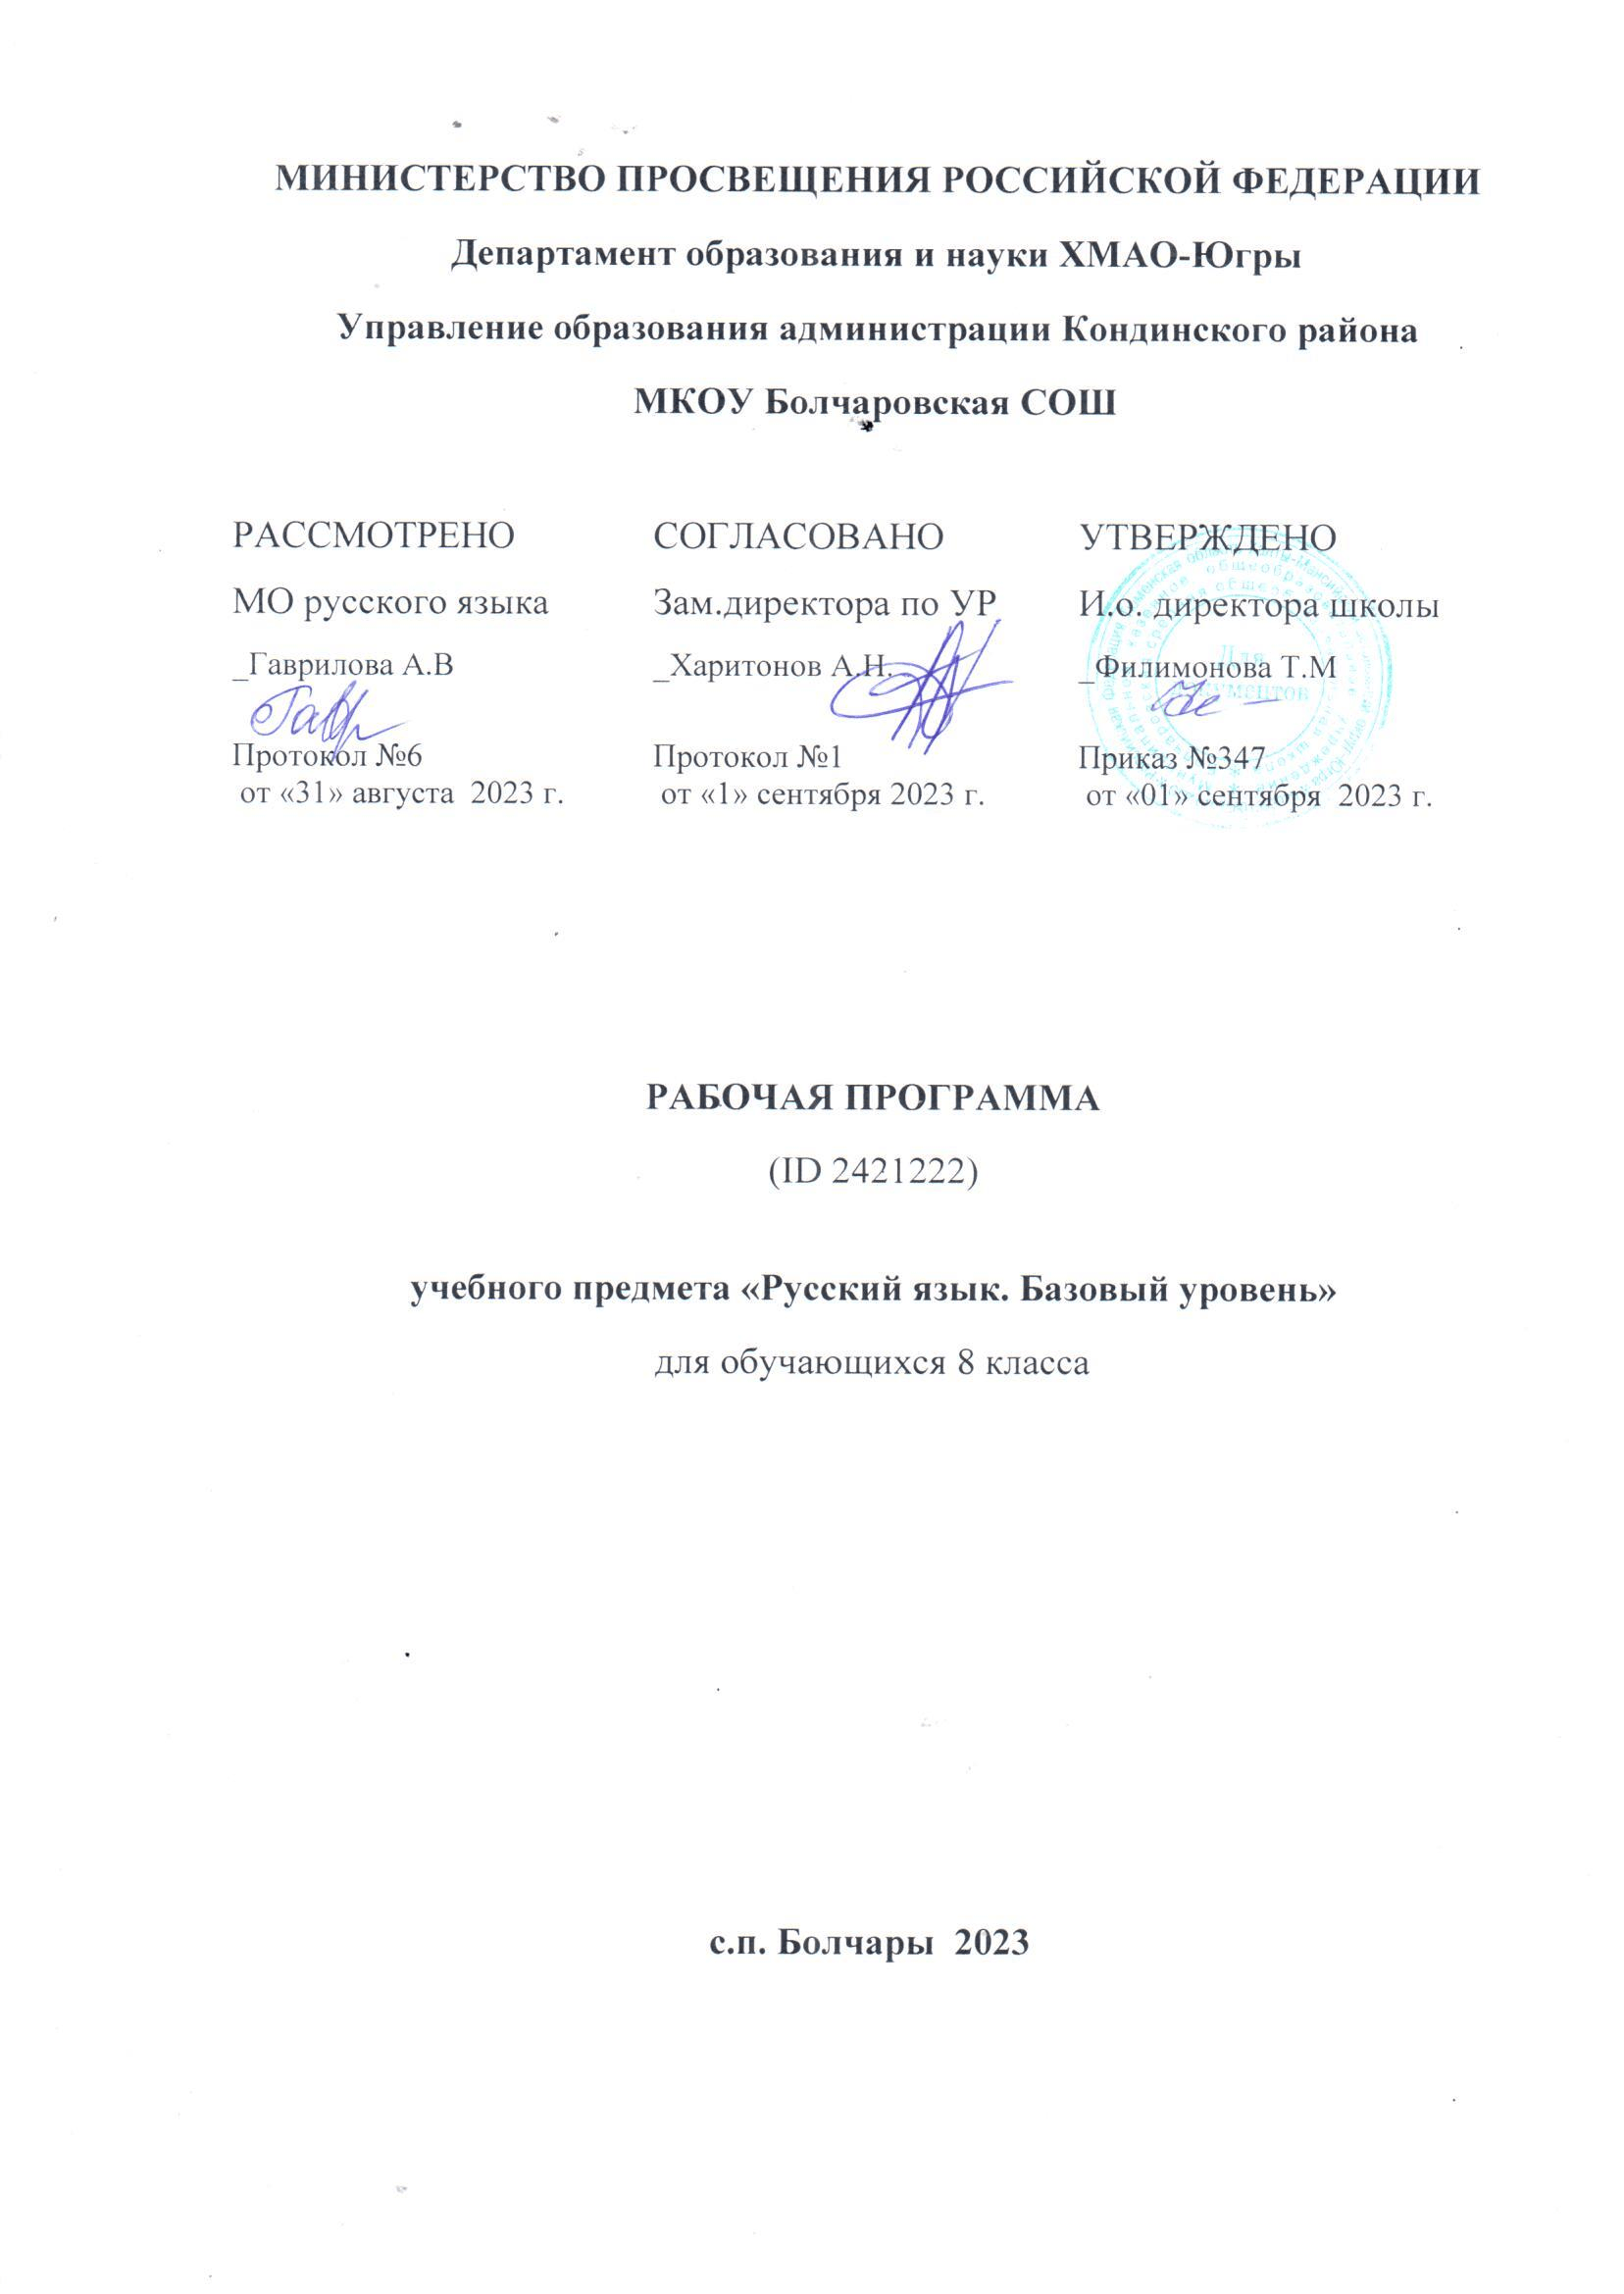 МИНИСТЕРСТВО ПРОСВЕЩЕНИЯ РОССИЙСКОЙ ФЕДЕРАЦИИ
Департамент образования и науки ХМАО-Югры
Управление образования администрации Кондинского района
МКОУ Болчаровская СОШ
РАССМОТРЕНО
МО русского языка
_Гаврилова А.В
Протокол №6
от «31» августа 2023 г.
СОГЛАСОВАНО
Зам.директора по УР
_Харитонов А.Н.
Протокол №1
от «1» сентября 2023 г.
УТВЕРЖДЕНО
И.о. директора школы
_Филимонова Т.М
Приказ №347
от «01» сентября 2023 г.
Для
документов
РАБОЧАЯ ПРОГРАММА
(ID 2421222)
учебного предмета «Русский язык. Базовый уровень»
для обучающихся 8 класса
с.п. Болчары 2023